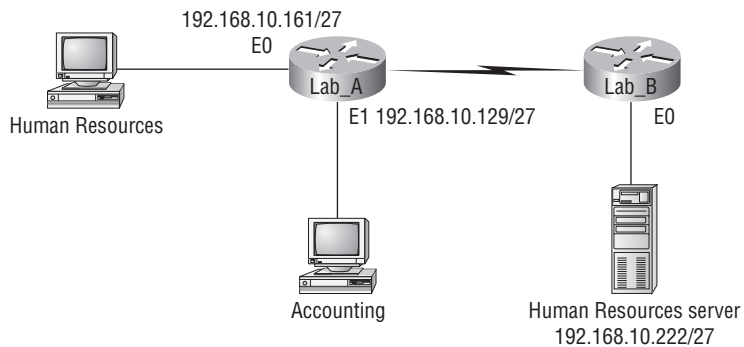 192.168.10.161/27
E0
Lab_A
Lab_B
Human Resources
E1 192.168.10.129/27
E0
Accounting
Human Resources server
192.168.10.222/27